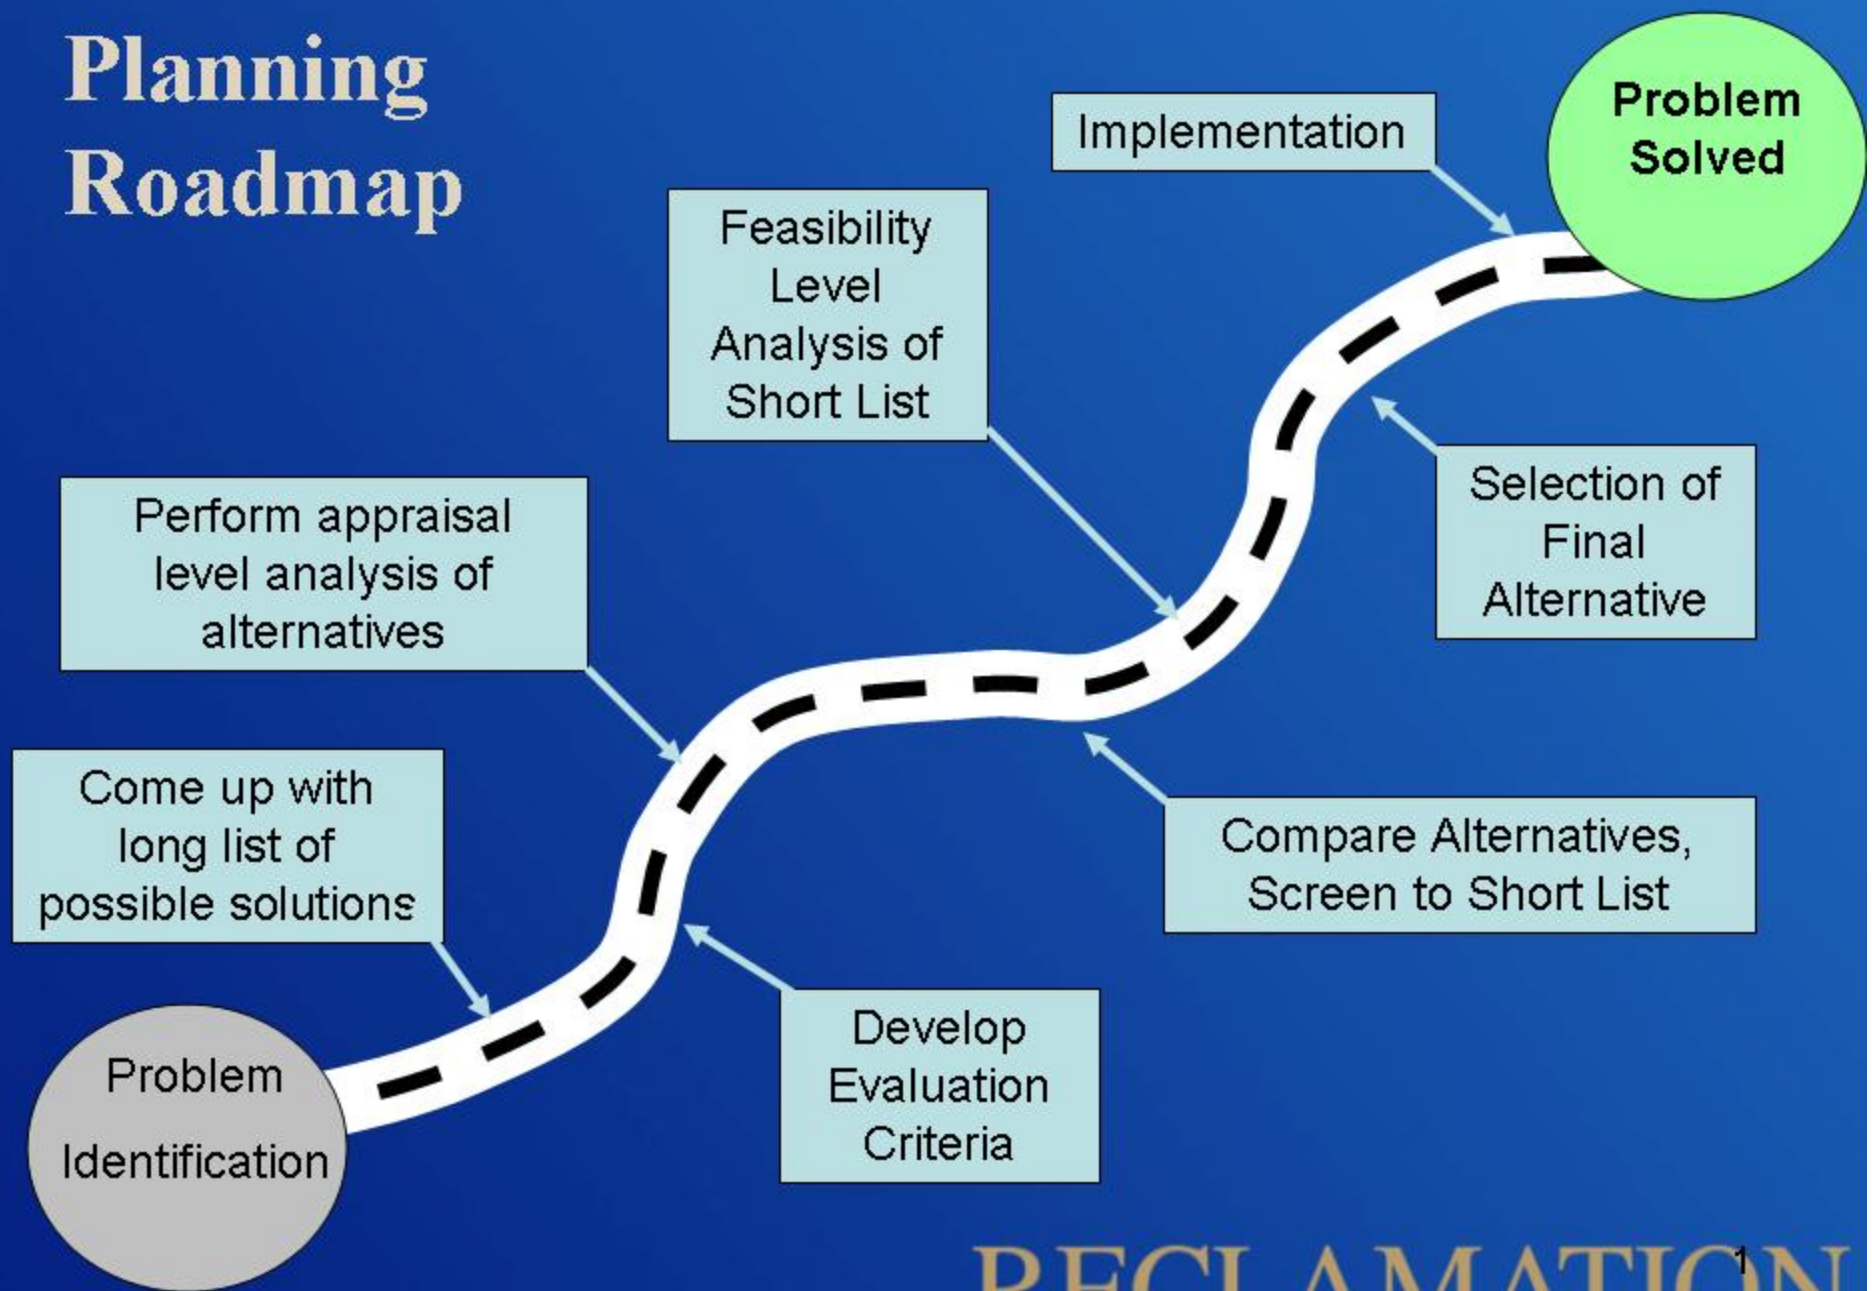 Planning
Roadmap
Problem
Solved
Implementation
Feasibility
Level
Analysis of
Short List
Selection of
Final
Alternative
Perform appraisal
level analysis of
alternatives
Come up with
long list of
possible solutions
Compare Alternatives,
Screen to Short List
Develop
Evaluation
Criteria
Problem
Identification
RECLAMATION
1